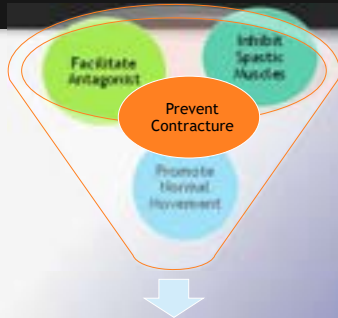 Facilitate
Antagonist
Inhibit
Spastic
Muscles
Prevent
Contracture
Promote
Normal
Movement